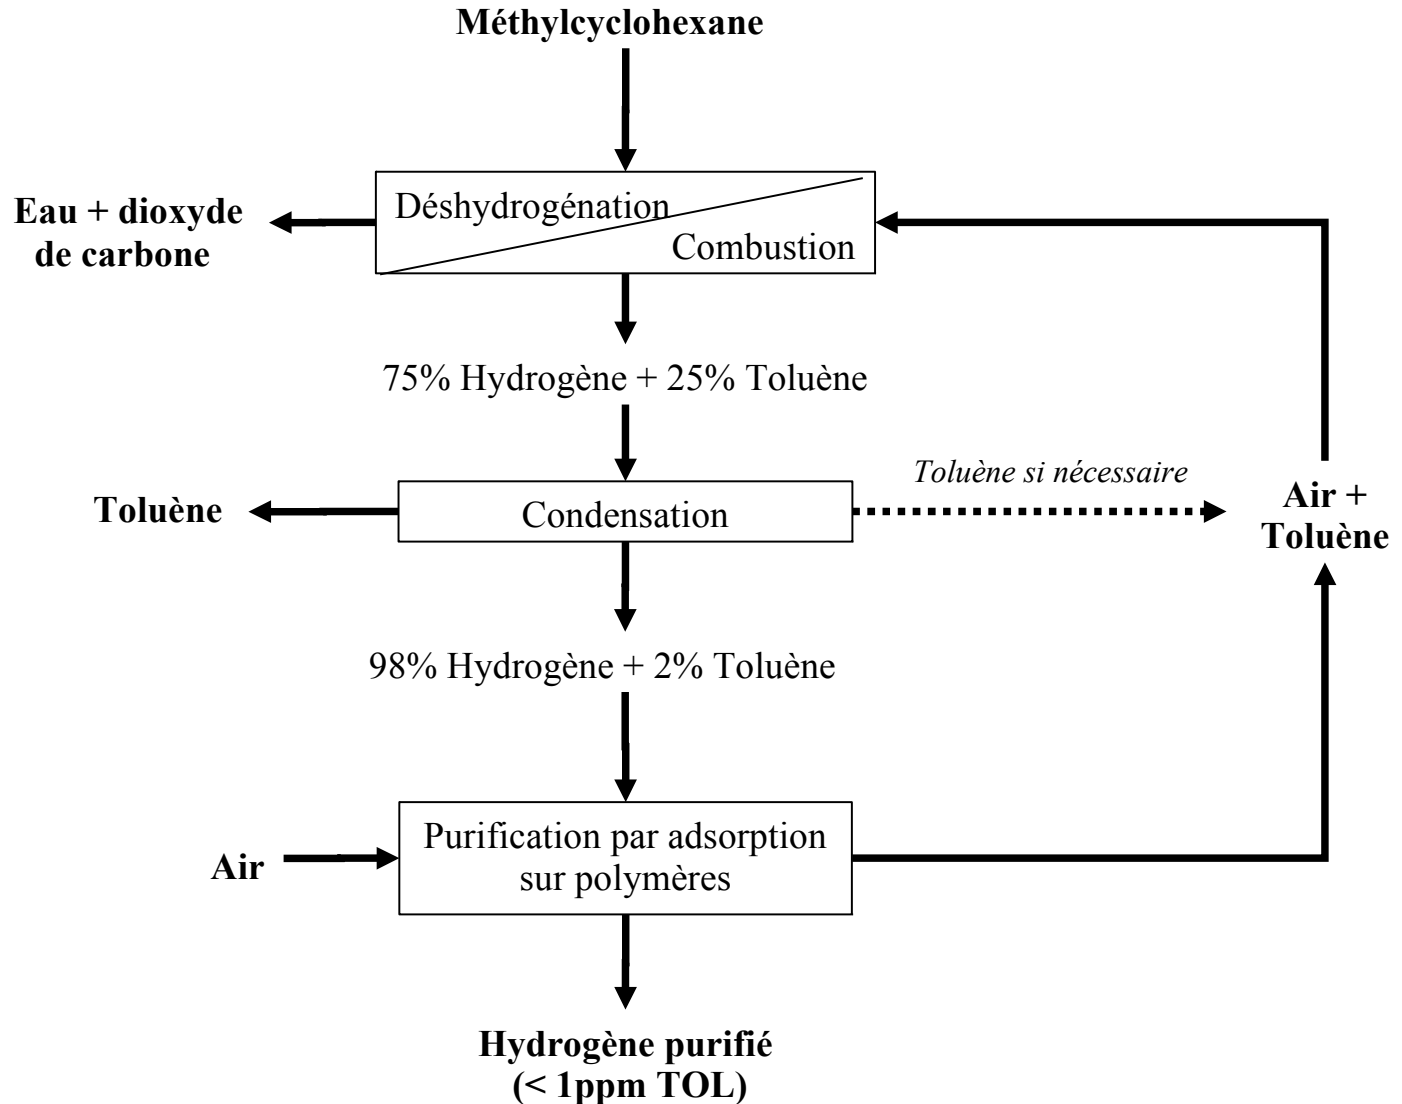 Méthylcyclohexane
Eau + dioxyde
de carbone
Déshydrogénation
Combustion
75% Hydrogène + 25% Toluène
Toluène
Condensation
Toluène si nécessaire
Air +
Toluène
98% Hydrogène + 2% Toluène
Air
Purification par adsorption
sur polymères
Hydrogène purifié
(< 1ppm TOL)